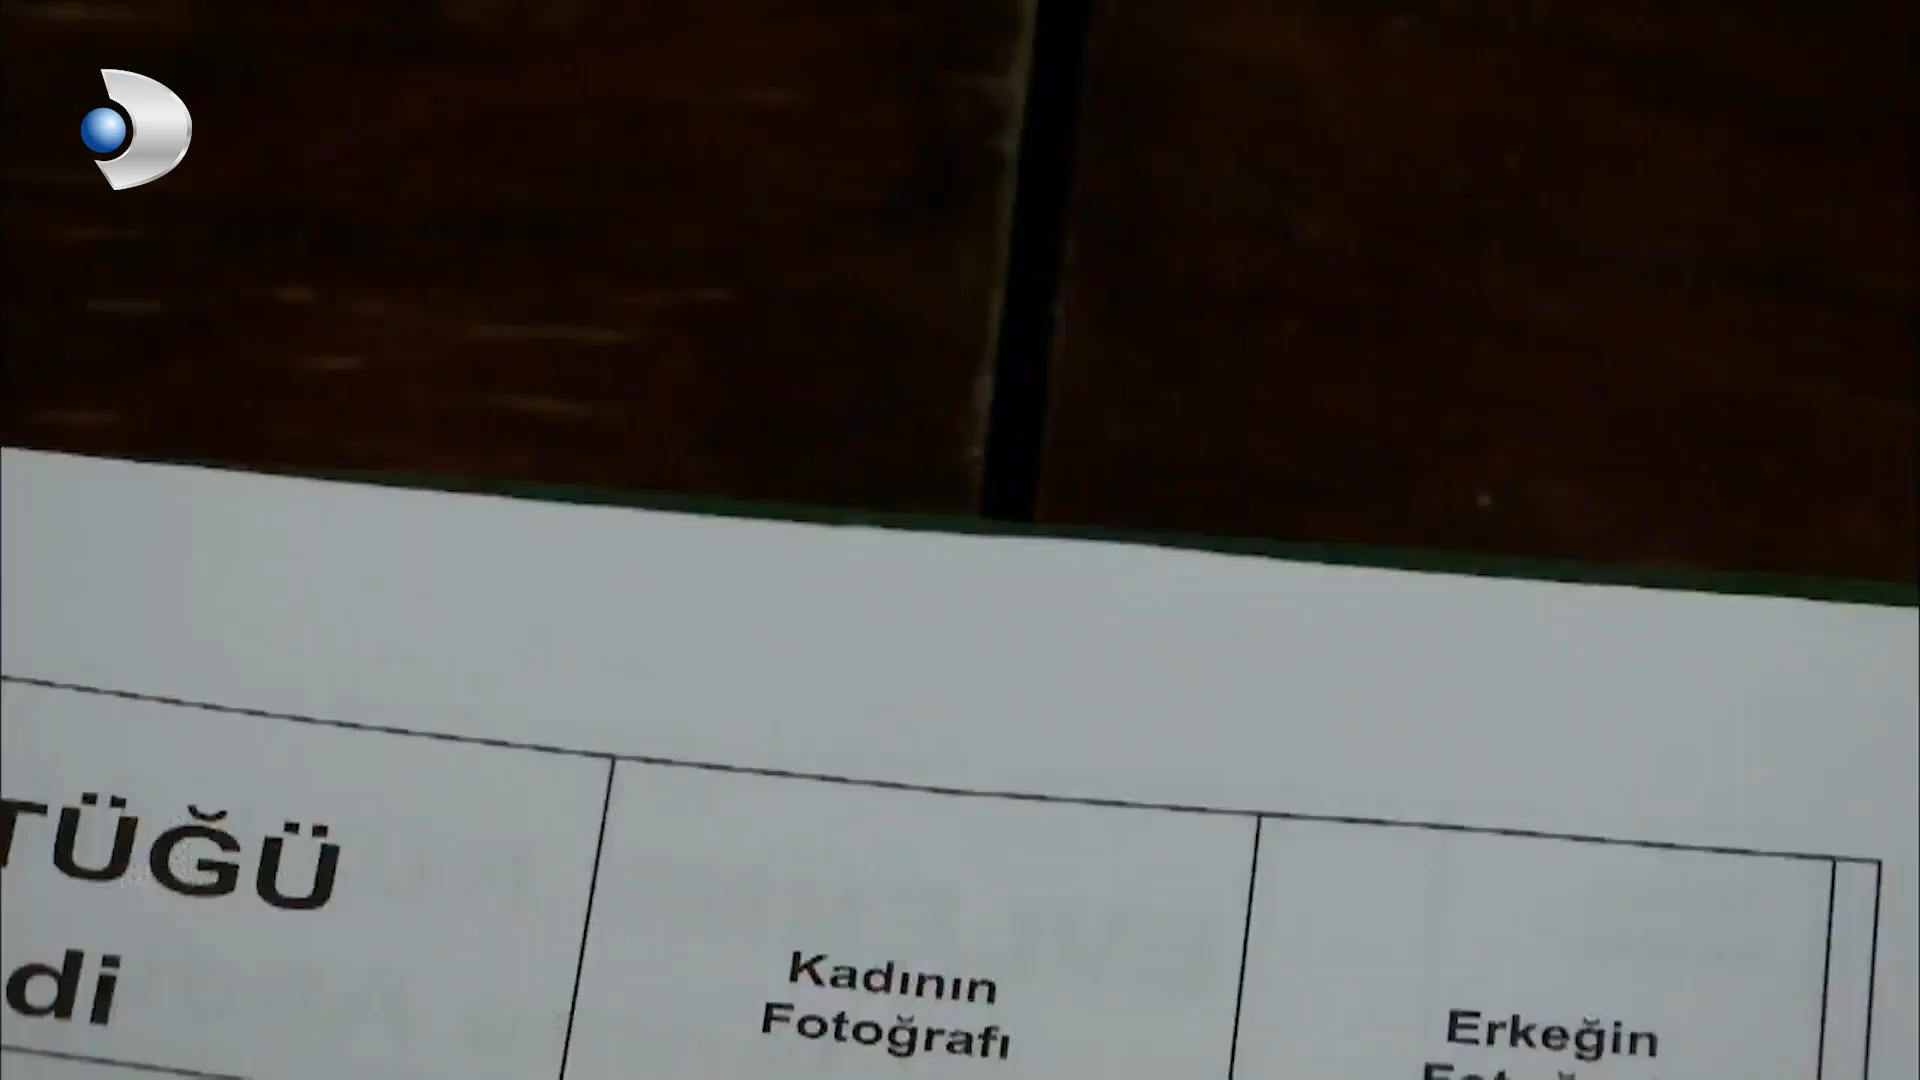 TÜĞÜ
di
Kadının
Fotoğrafı
Erkeğin